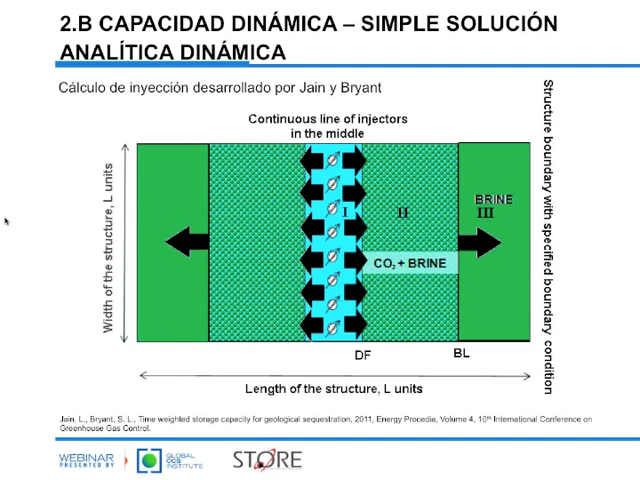 2.B CAPACIDAD DINÁMICA – SIMPLE SOLUCIÓN
ANALÍTICA DINÁMICA
Cálculo de inyección desarrollado por Jain y Bryant
Continuous line of injectors
in the middle
Width of the structure, L units
I
II
BRINE
III
CO₂ + BRINE
Structure boundary with specified boundary condition
DF
BL
Length of the structure, L units
Jain, L., Bryant, S. L., Time weighted storage capacity for geological sequestration, 2011, Energy Procedia, Volume 4, 10th International Conference on
Greenhouse Gas Control.
WEBINAR
PRESENTED BY
GLOBAL
CCS
INSTITUTE
STORE